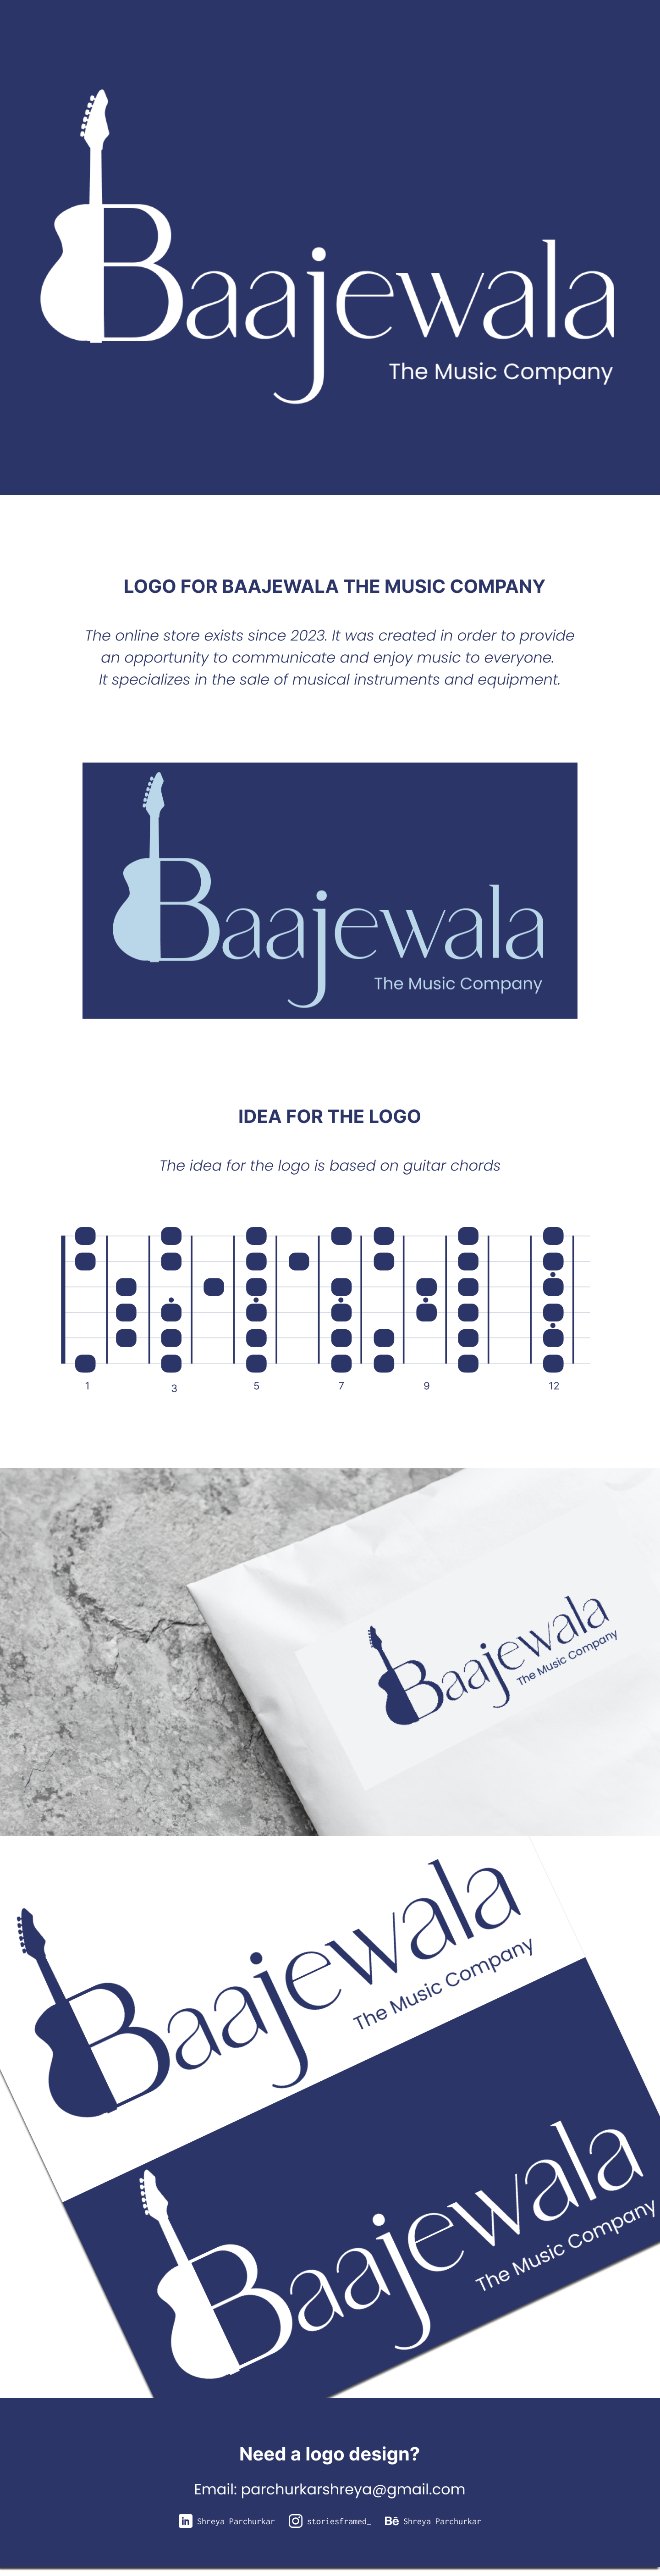 Baajewala
The Music Company
LOGO FOR BAAJEWALA THE MUSIC COMPANY
The online store exists since 2023. It was created in order to provide
an opportunity to communicate and enjoy music to everyone.
It specializes in the sale of musical instruments and equipment.
Baajewala
The Music Company
IDEA FOR THE LOGO
The idea for the logo is based on guitar chords
1 3 5 7 9 12
Baajewala
The Music Company
Baajewala
The Music Company
Baajewala
The Music Company
Need a logo design?
Email: parchurkarshreya@gmail.com
in Shreya Parchurkar storiesframed_ Bē Shreya Parchurkar